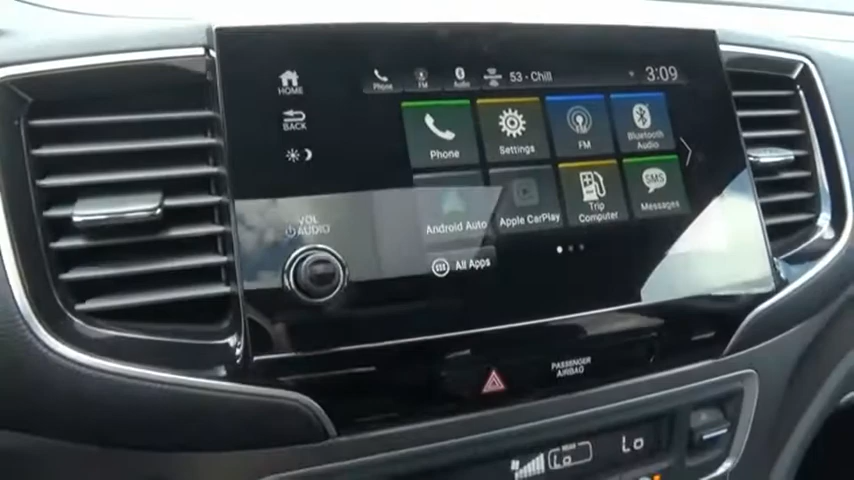 HOME
Phone FM Audio 53 - Chill 3:09
BACK
Phone Settings FM Bluetooth Audio
SMS
Android Auto Apple CarPlay Trip Computer Messages
VOL
AUDIO
All Apps
PASSENGER
AIRBAG
REAR
Lo Lo